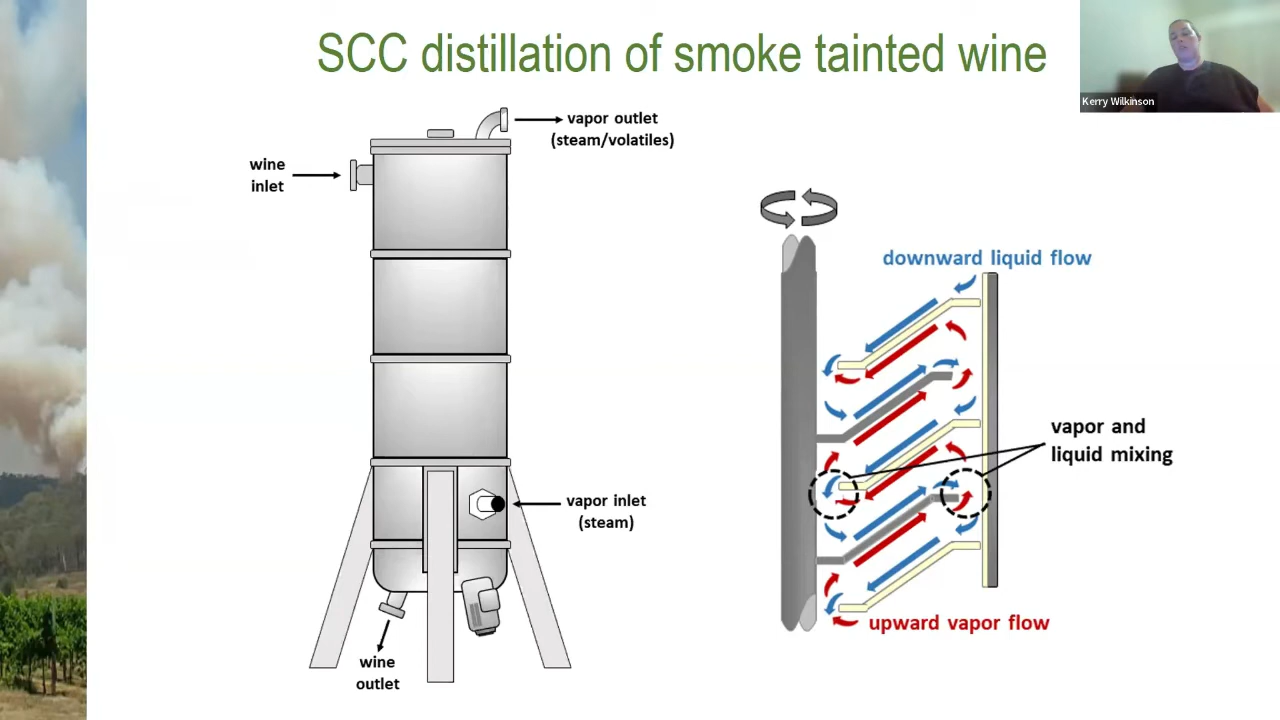 SCC distillation of smoke tainted wine
Kerry Wilkinson
vapor outlet
(steam/volatiles)
wine
inlet
vapor inlet
(steam)
wine
outlet
downward liquid flow
vapor and
liquid mixing
upward vapor flow